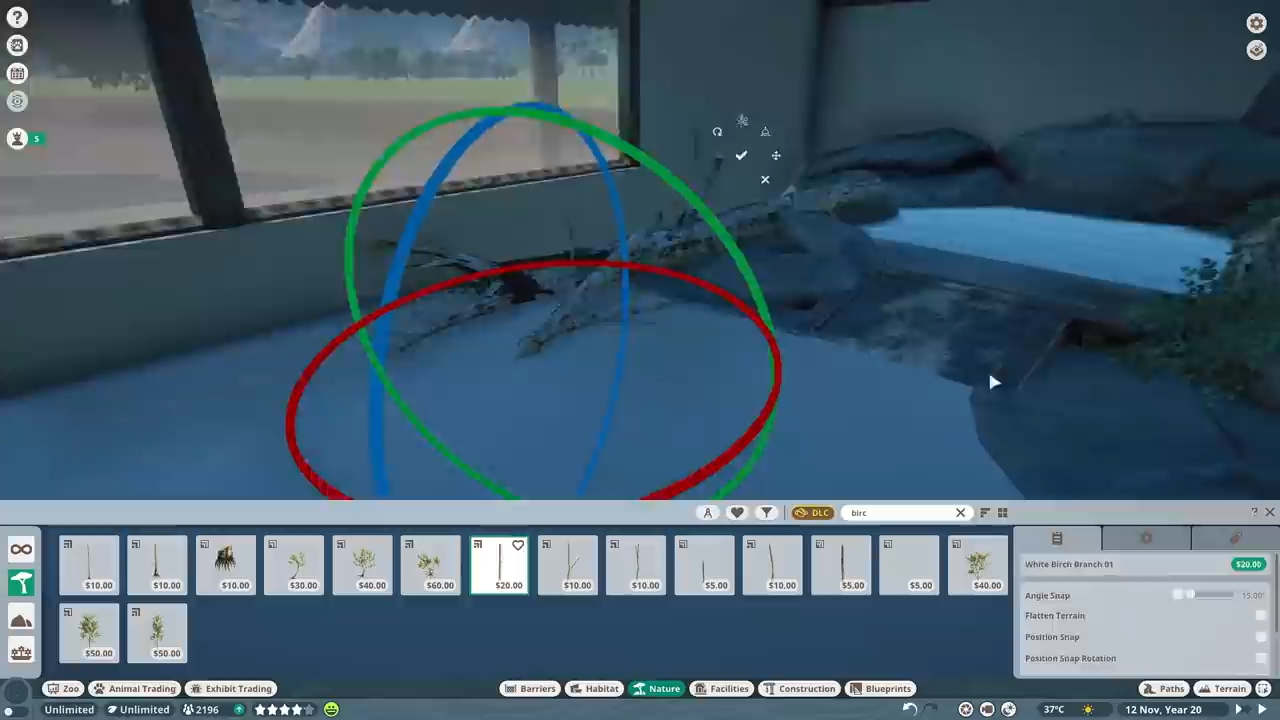 ?
5
DLC
birc
?
$10.00
$10.00
$10.00
$30.00
$40.00
$60.00
$20.00
$10.00
$10.00
$5.00
$10.00
$5.00
$5.00
$40.00
$50.00
$50.00
White Birch Branch 01
$20.00
Angle Snap
15.00°
Flatten Terrain
Position Snap
Position Snap Rotation
Zoo
Animal Trading
Exhibit Trading
Barriers
Habitat
Nature
Facilities
Construction
Blueprints
Paths
Terrain
Unlimited
Unlimited
2196
37°C
12 Nov, Year 20